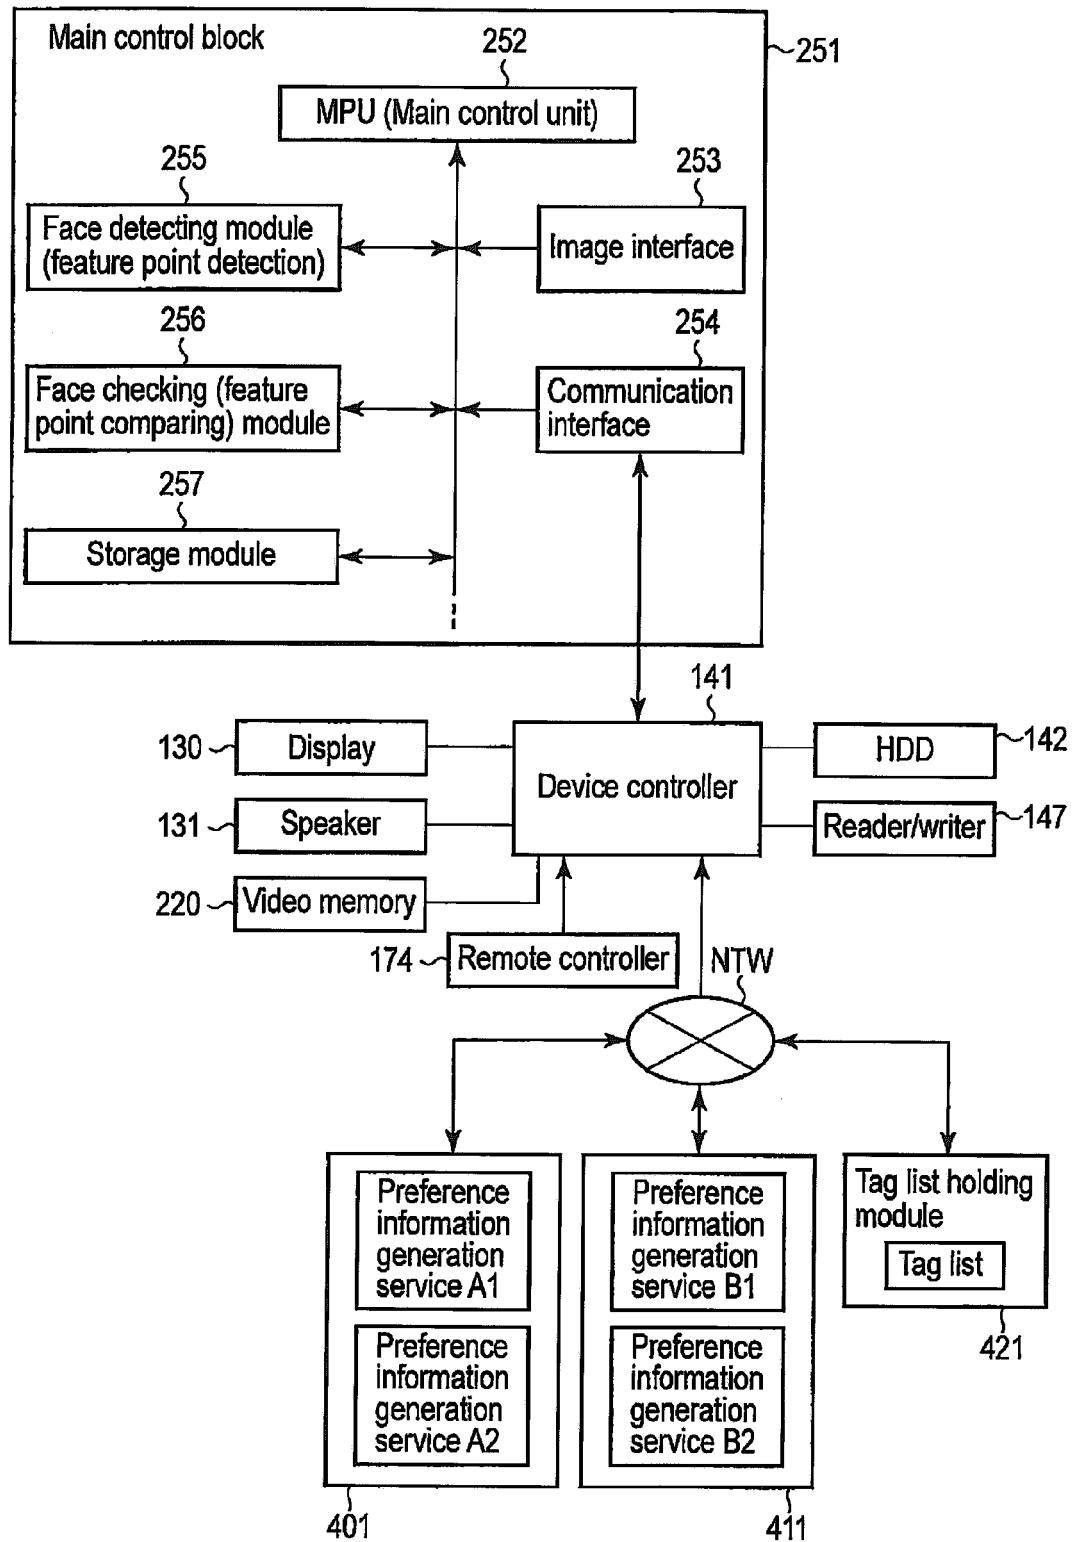 Main control block
251
252
MPU (Main control unit)
255
253
Face detecting module
(feature point detection)
Image interface
256
254
Face checking (feature
point comparing) module
Communication
interface
257
Storage module
141
130
Display
Device controller
HDD
142
131
Speaker
Reader/writer
147
220
Video memory
174
Remote controller
NTW
Preference
information
generation
service A1
Preference
information
generation
service A2
Preference
information
generation
service B1
Preference
information
generation
service B2
Tag list holding
module
Tag list
421
401
411